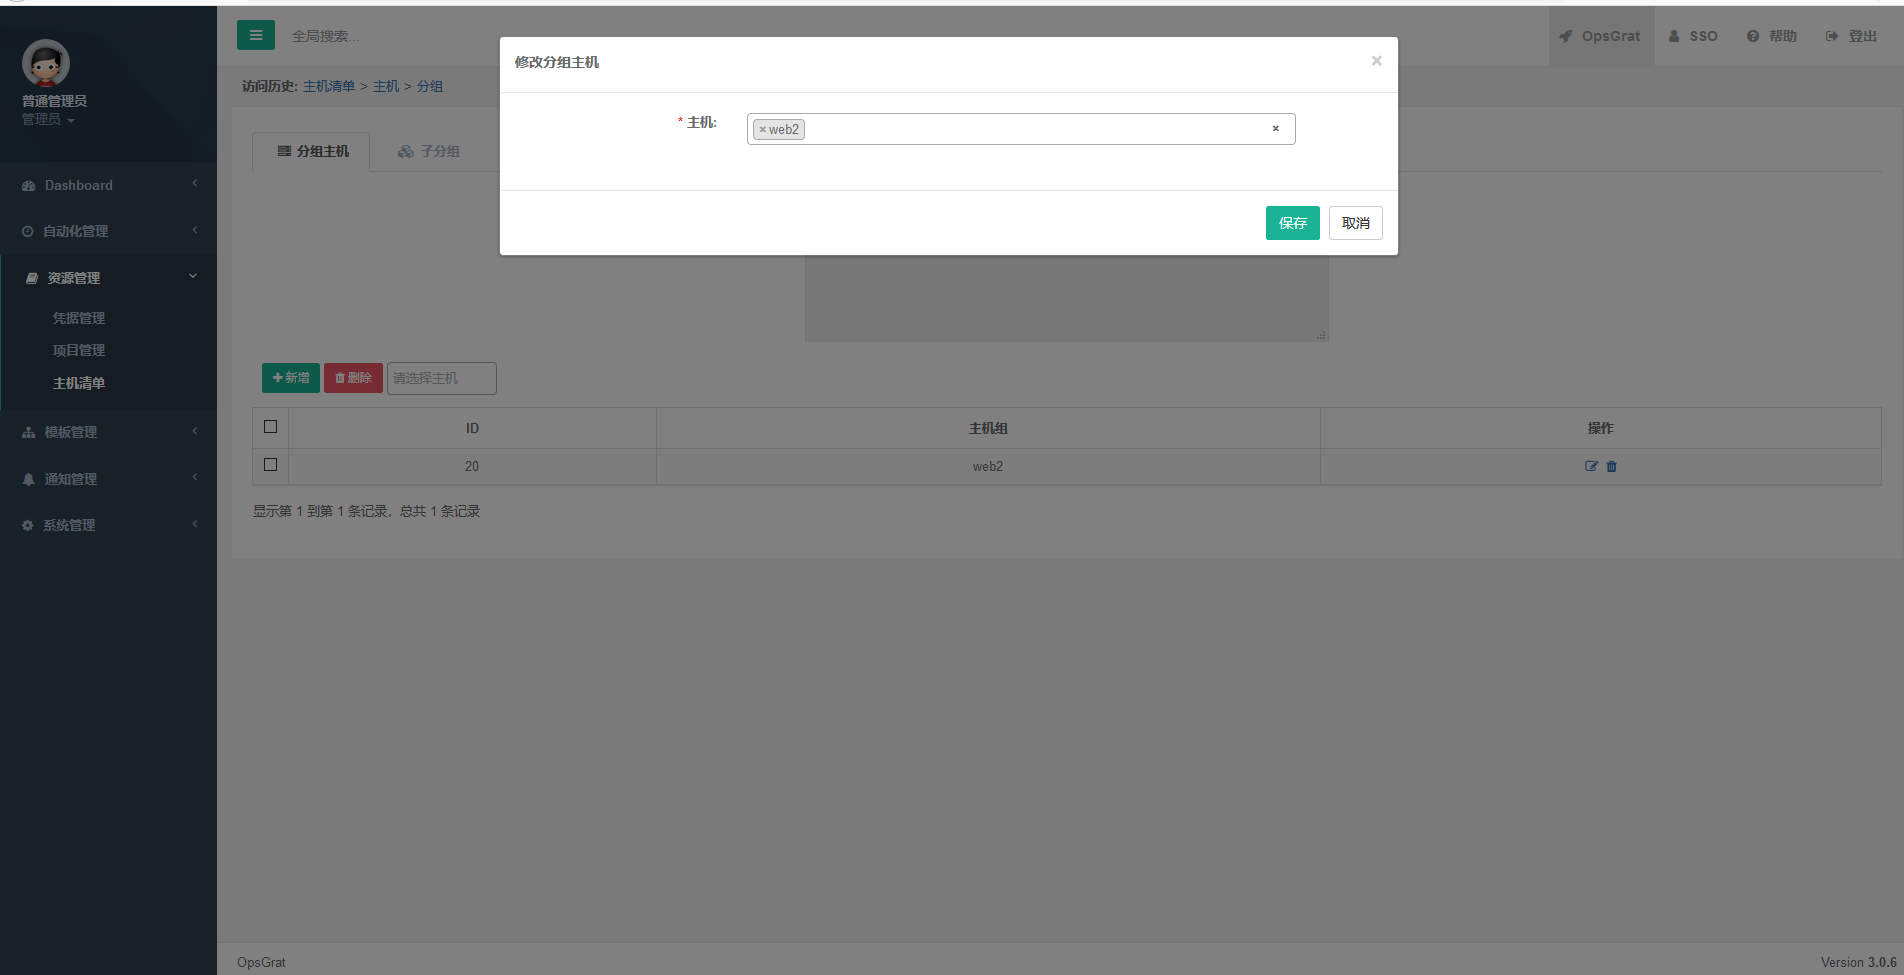 全局搜索...
OpsGrat
SSO
帮助
登出
普通管理员
管理员
Dashboard
自动化管理
资源管理
凭据管理
项目管理
主机清单
模板管理
通知管理
系统管理
访问历史: 主机清单 > 主机 > 分组
分组主机
子分组
修改分组主机
×
* 主机:
× web2
×
保存
取消
新增
删除
请选择主机
ID 主机组 操作
20 web2
显示第 1 到第 1 条记录，总共 1 条记录
OpsGrat
Version 3.0.6